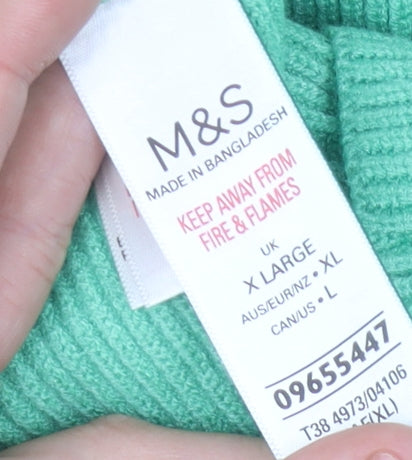 M&S
MADE IN BANGLADESH
KEEP AWAY FROM
FIRE & FLAMES
UK
X LARGE
AUS/EUR/NZ • XL
CAN/US • L
09655447
T38 4973/04106